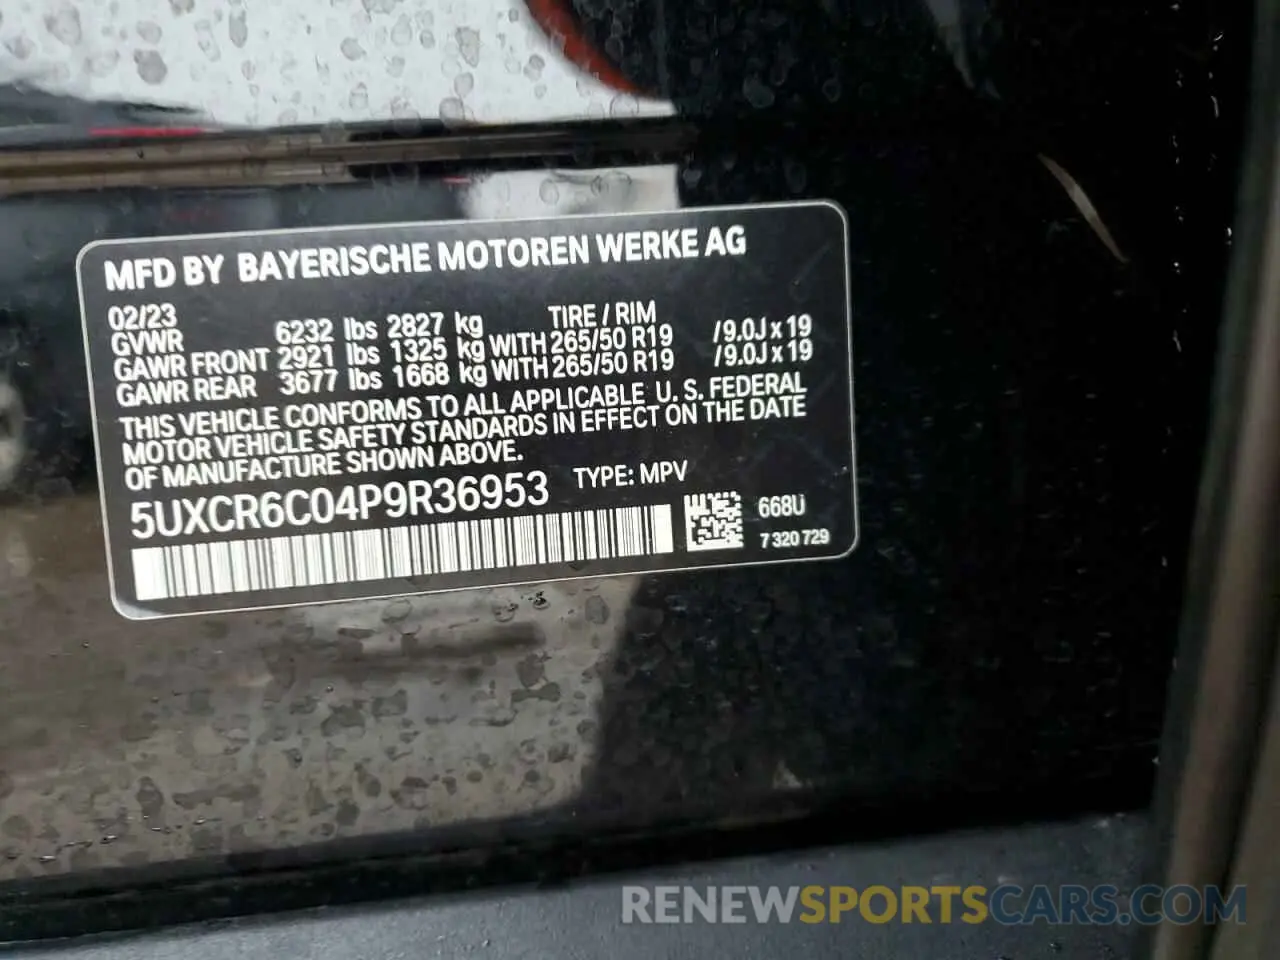 MFD BY BAYERISCHE MOTOREN WERKE AG
02/23 TIRE / RIM
GVWR 6232 lbs 2827 kg
GAWR FRONT 2921 lbs 1325 kg WITH 265/50 R19 /9.0J x 19
GAWR REAR 3677 lbs 1668 kg WITH 265/50 R19 /9.0J x 19
THIS VEHICLE CONFORMS TO ALL APPLICABLE U. S. FEDERAL
MOTOR VEHICLE SAFETY STANDARDS IN EFFECT ON THE DATE
OF MANUFACTURE SHOWN ABOVE.
5UXCR6C04P9R36953 TYPE: MPV
668U
7 320 729
RENEWSPORTSCARS.COM